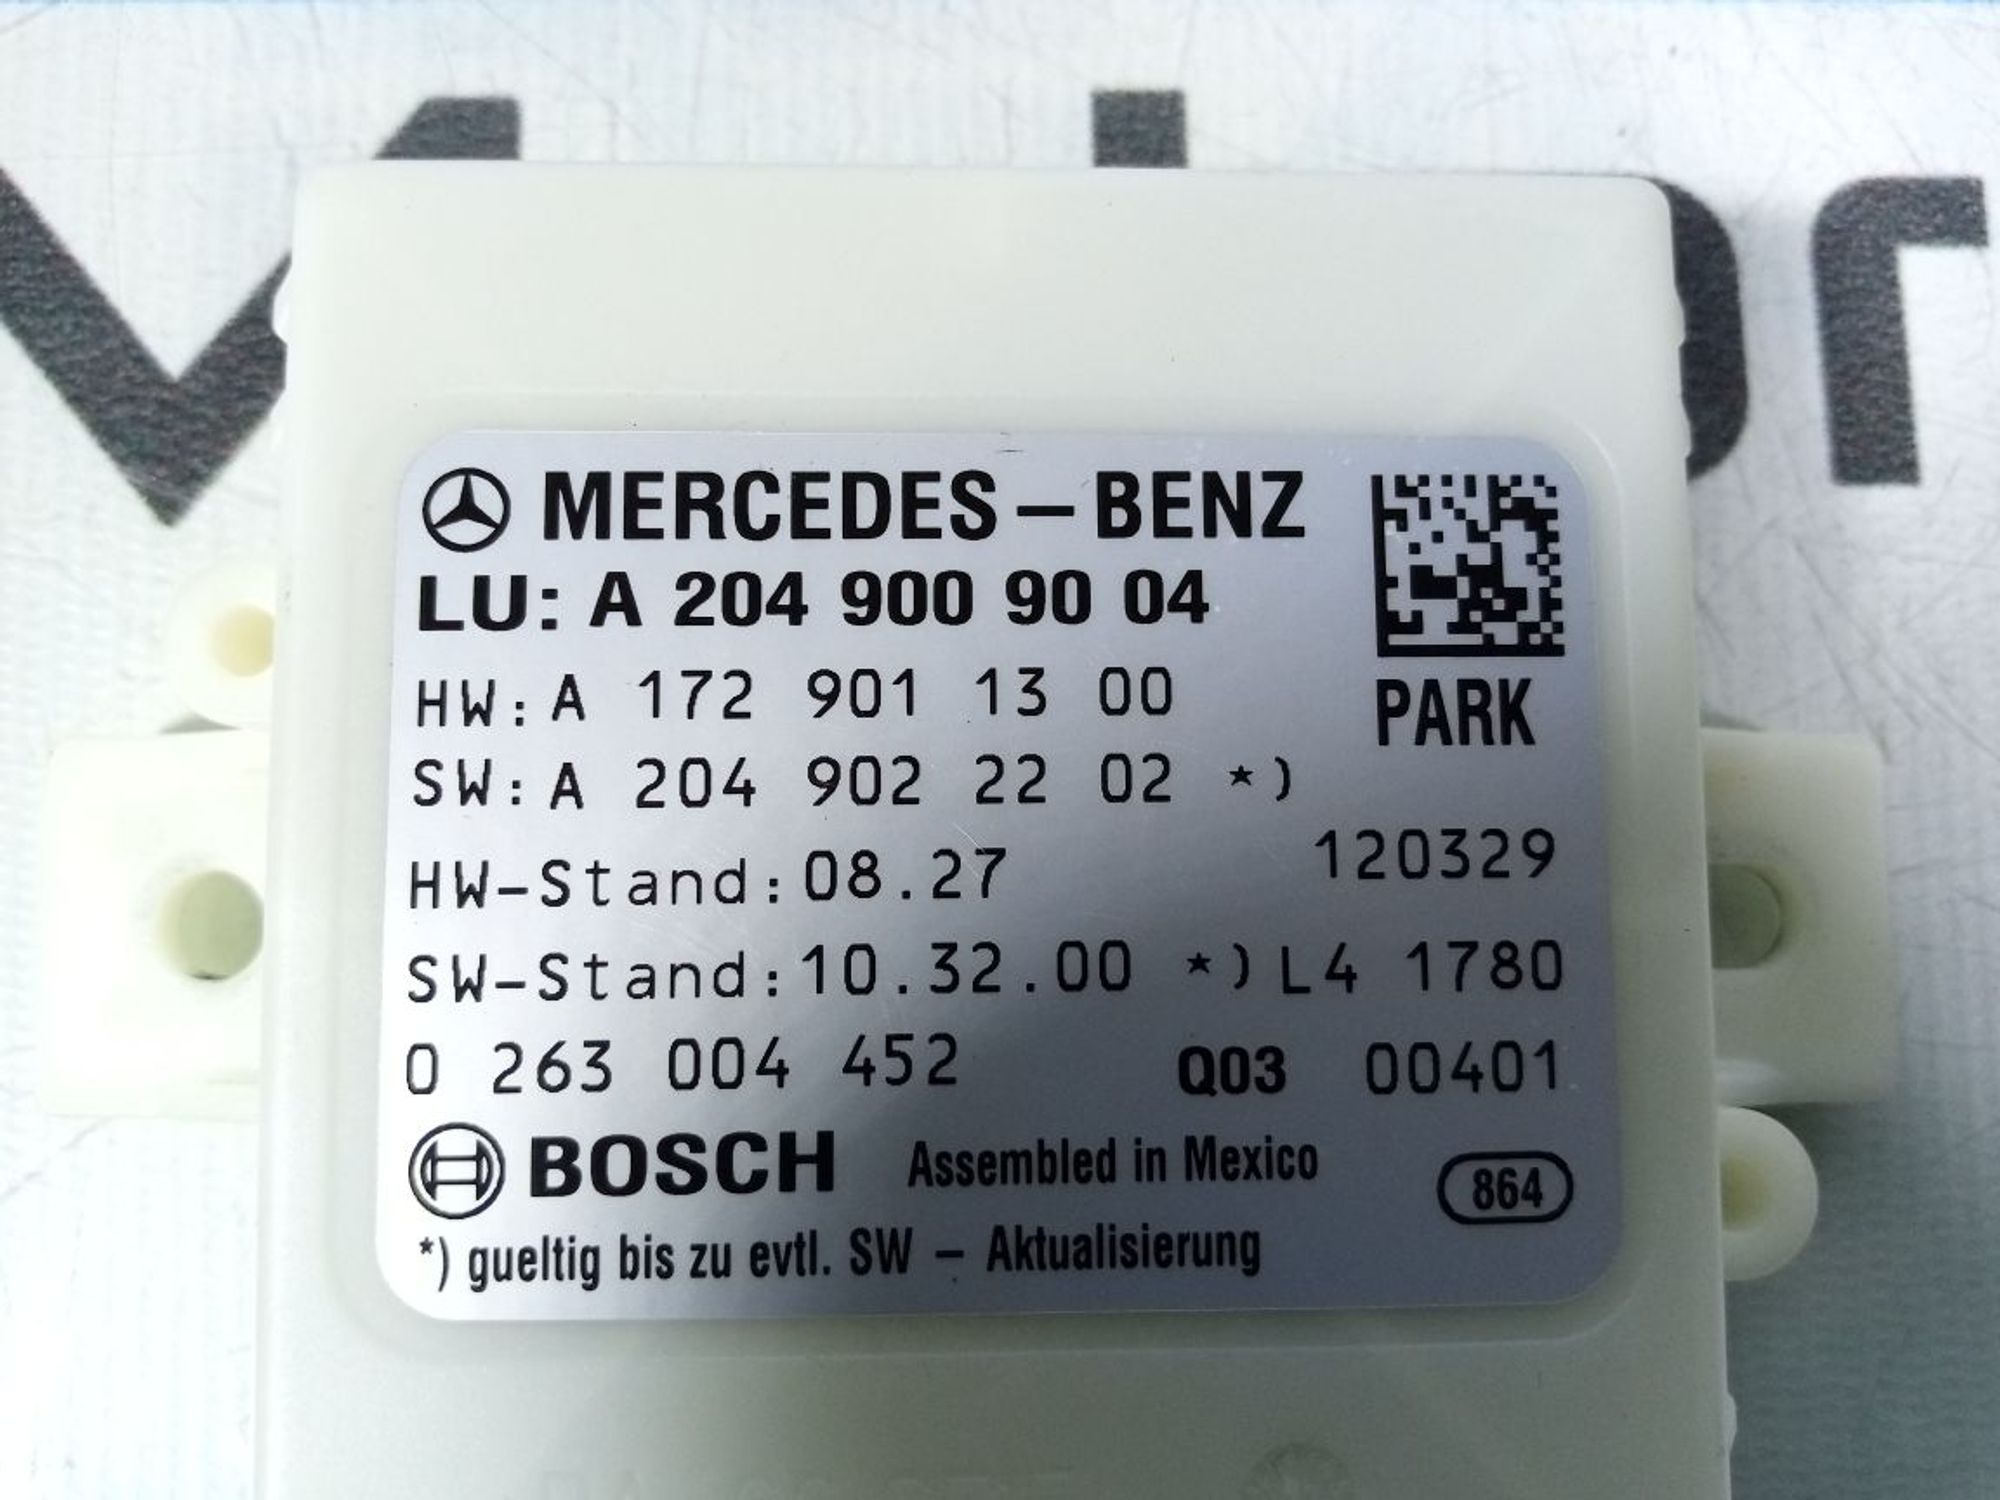 MERCEDES – BENZ
LU: A 204 900 90 04
HW: A 172 901 13 00
PARK
SW: A 204 902 22 02 *)
HW-Stand: 08.27 120329
SW-Stand: 10.32.00 *) L4 1780
0 263 004 452 Q03 00401
BOSCH Assembled in Mexico 864
*) gueltig bis zu evtl. SW – Aktualisierung